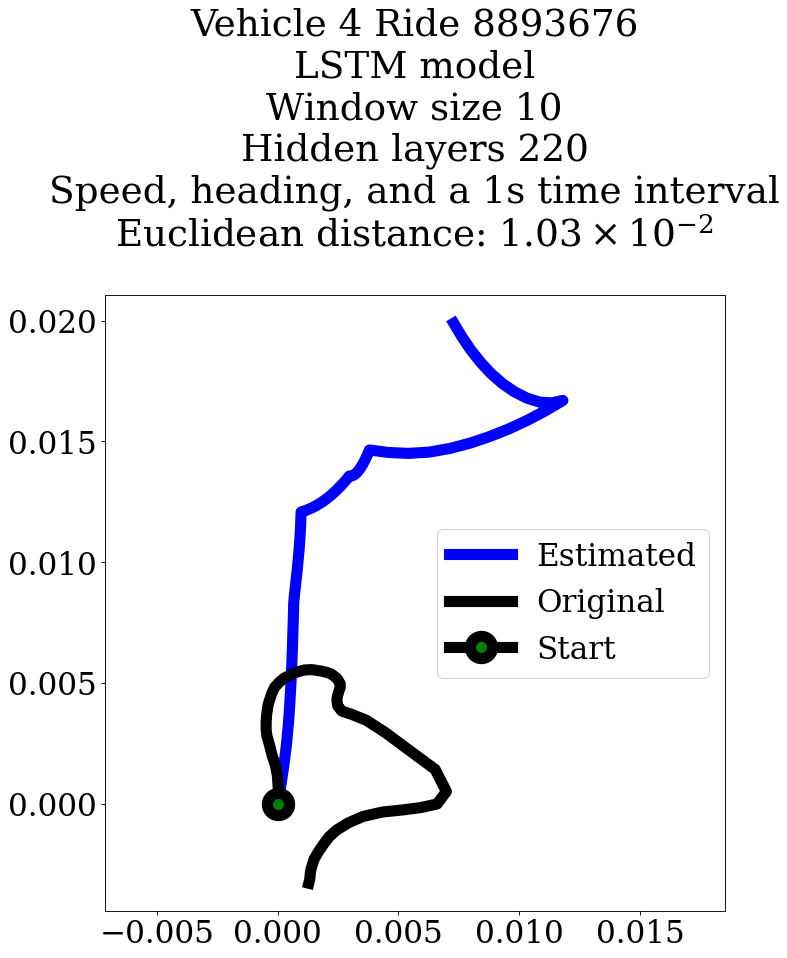 Vehicle 4 Ride 8893676
LSTM model
Window size 10
Hidden layers 220
Speed, heading, and a 1s time interval
Euclidean distance: 1.03 × 10⁻²
0.020
0.015
0.010
0.005
0.000
Estimated
Original
Start
−0.005 0.000 0.005 0.010 0.015